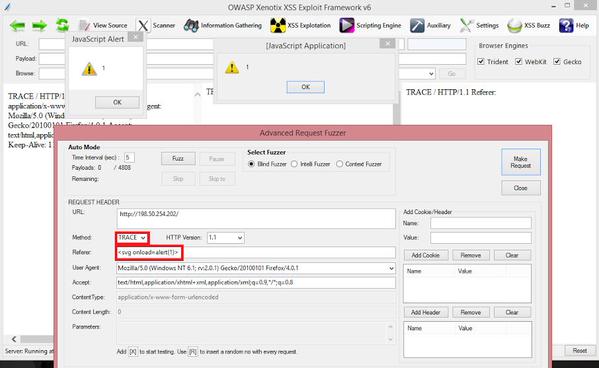 OWASP Xenotix XSS Exploit Framework v6
View Source Scanner Information Gathering XSS Explotation Scripting Engine Auxiliary Settings XSS Buzz Help
URL:
Payload:
Browse: Go
Browser Engines
Trident WebKit Gecko
JavaScript Alert
1
OK
[JavaScript Application]
1
OK
TRACE / HTTP/1
application/x-www-form- gent:
Mozilla/5.0 (Wind
Gecko/20100101 Firefox/4.0.1 Accept:
text/html,application
Keep-Alive: 1
TR
TRACE / HTTP/1.1 Referer:
Advanced Request Fuzzer
Auto Mode
Time Interval (sec) : 5
Payloads: 0 / 4808
Remaining:
Fuzz Pause
Skip Skip to
Select Fuzzer
Blind Fuzzer Intelli Fuzzer Context Fuzzer
Make Request
Close
REQUEST HEADER
URL: http://198.50.254.202/
Method: TRACE HTTP Version: 1.1
Referer: <svg onload=alert(1)>
User Agent: Mozilla/5.0 (Windows NT 6.1; rv:2.0.1) Gecko/20100101 Firefox/4.0.1
Accept: text/html,application/xhtml+xml,application/xml;q=0.9,*/*;q=0.8
ContentType: application/x-www-form-urlencoded
Content Length: 0
Parameters:
Add [X] to start testing. Use [R] to insert a random no with every request.
Add Cookie/Header
Name:
Value:
Add Cookie Remove Clear
Name Value
Add Header Remove Clear
Name Value
Server: Running at
Reset